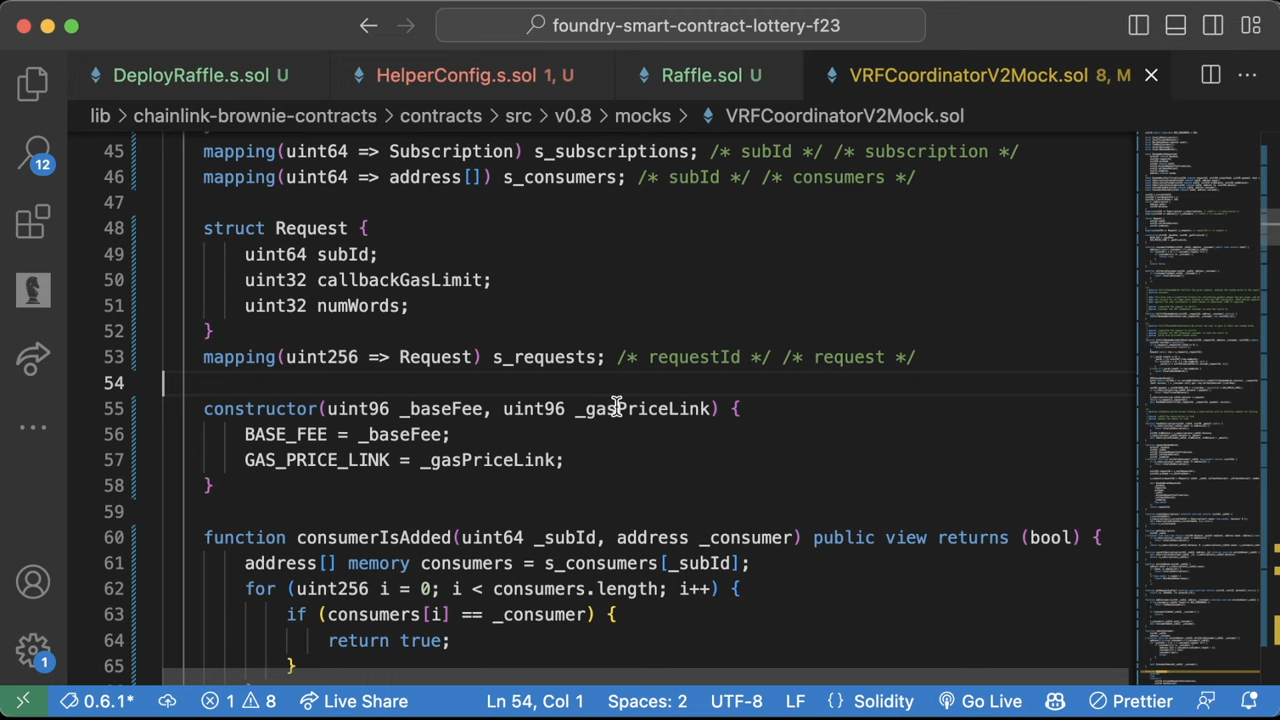 foundry-smart-contract-lottery-f23
DeployRaffle.s.sol U
HelperConfig.s.sol 1, U
Raffle.sol U
VRFCoordinatorV2Mock.sol 8, M
lib > chainlink-brownie-contracts > contracts > src > v0.8 > mocks > VRFCoordinatorV2Mock.sol
45 mapping(uint64 => Subscription) s_subscriptions; /* subId */ /* subscription */
46 mapping(uint64 => address[]) s_consumers; /* subId */ /* consumers */
47
48 struct Request {
49 uint64 subId;
50 uint32 callbackGasLimit;
51 uint32 numWords;
52 }
53 mapping(uint256 => Request) s_requests; /* requestId */ /* request */
54
55 constructor(uint96 _baseFee, uint96 _gasPriceLink) {
56 BASE_FEE = _baseFee;
57 GAS_PRICE_LINK = _gasPriceLink;
58 }
59
60 function consumerIsAdded(uint64 _subId, address _consumer) public view returns (bool) {
61 address[] memory consumers = s_consumers[_subId];
62 for (uint256 i = 0; i < consumers.length; i++) {
63 if (consumers[i] == _consumer) {
64 return true;
65 }
12
1
0.6.1* 1 8 Live Share Ln 54, Col 1 Spaces: 2 UTF-8 LF {} Solidity Go Live Prettier